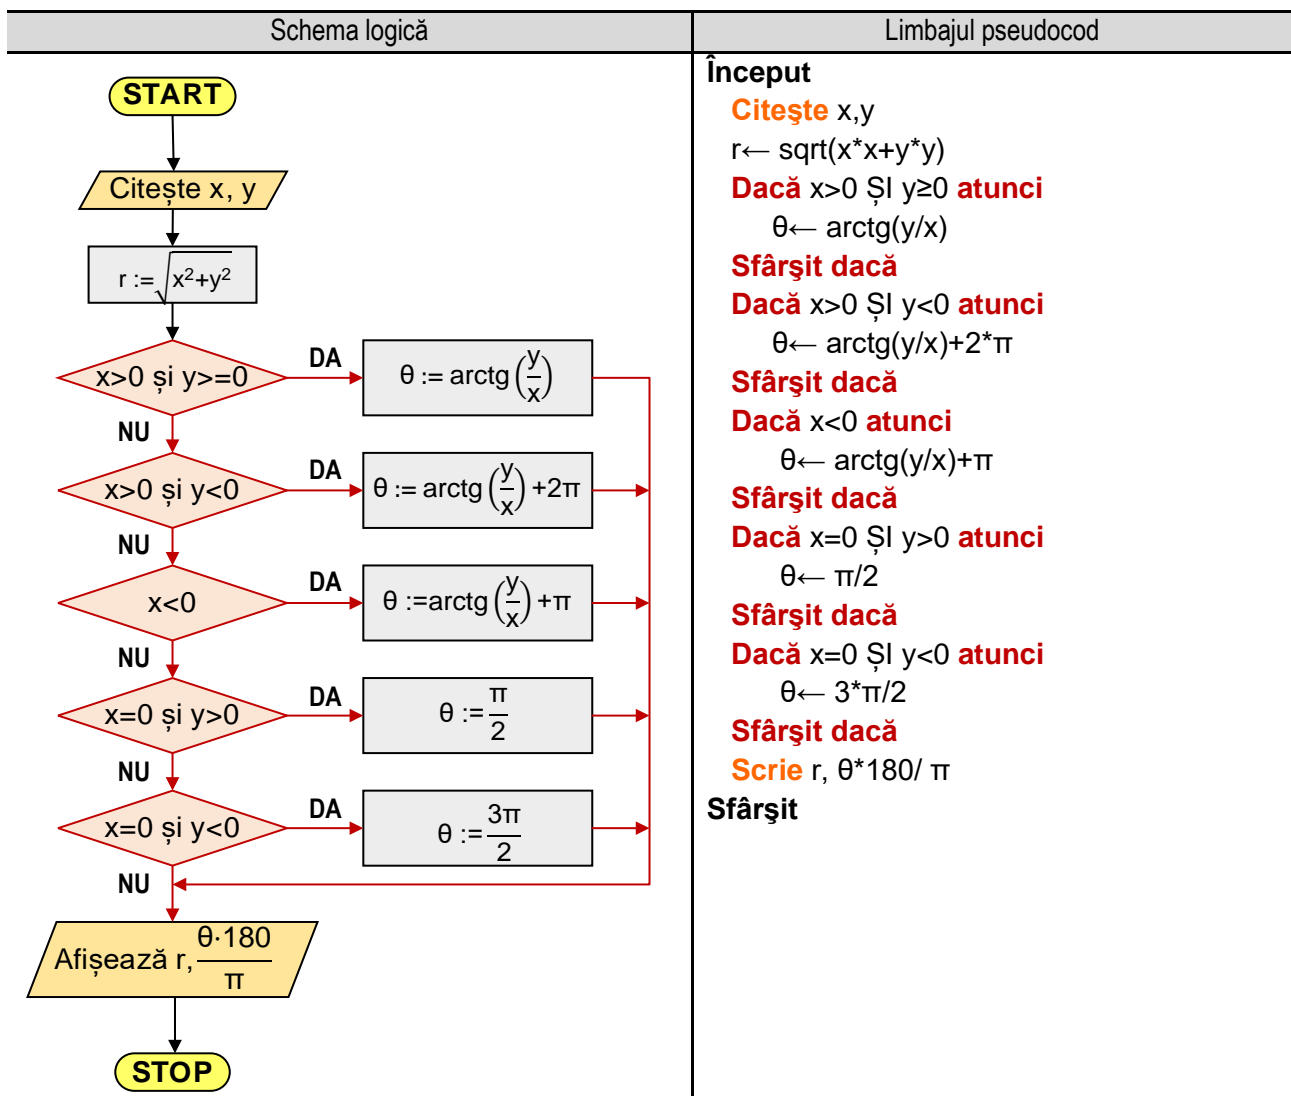 Schema logică
Limbajul pseudocod
START
Citește x, y
r := √x²+y²
x>0 și y>=0
DA
θ := arctg(y/x)
NU
x>0 și y<0
DA
θ := arctg(y/x)+2π
NU
x<0
DA
θ :=arctg(y/x)+π
NU
x=0 și y>0
DA
θ := π/2
NU
x=0 și y<0
DA
θ := 3π/2
NU
Afișează r, θ·180/π
STOP
Început
Citeşte x,y
r← sqrt(x*x+y*y)
Dacă x>0 ȘI y≥0 atunci
θ← arctg(y/x)
Sfârşit dacă
Dacă x>0 ȘI y<0 atunci
θ← arctg(y/x)+2*π
Sfârşit dacă
Dacă x<0 atunci
θ← arctg(y/x)+π
Sfârşit dacă
Dacă x=0 ȘI y>0 atunci
θ← π/2
Sfârşit dacă
Dacă x=0 ȘI y<0 atunci
θ← 3*π/2
Sfârşit dacă
Scrie r, θ*180/ π
Sfârşit